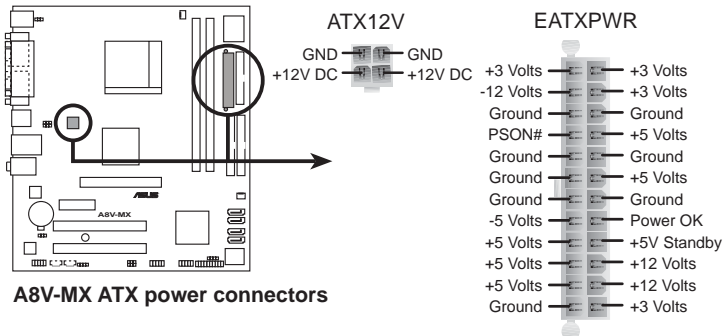 ATX12V
GND GND
+12V DC +12V DC
EATXPWR
+3 Volts +3 Volts
-12 Volts +3 Volts
Ground Ground
PSON# +5 Volts
Ground Ground
Ground +5 Volts
Ground Ground
-5 Volts Power OK
+5 Volts +5V Standby
+5 Volts +12 Volts
+5 Volts +12 Volts
Ground +3 Volts
ASUS
A8V-MX
A8V-MX ATX power connectors